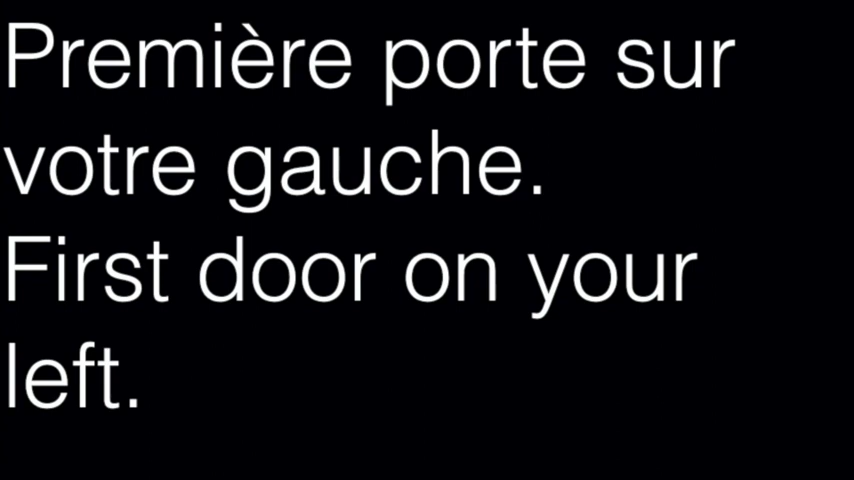 Première porte sur
votre gauche.
First door on your
left.